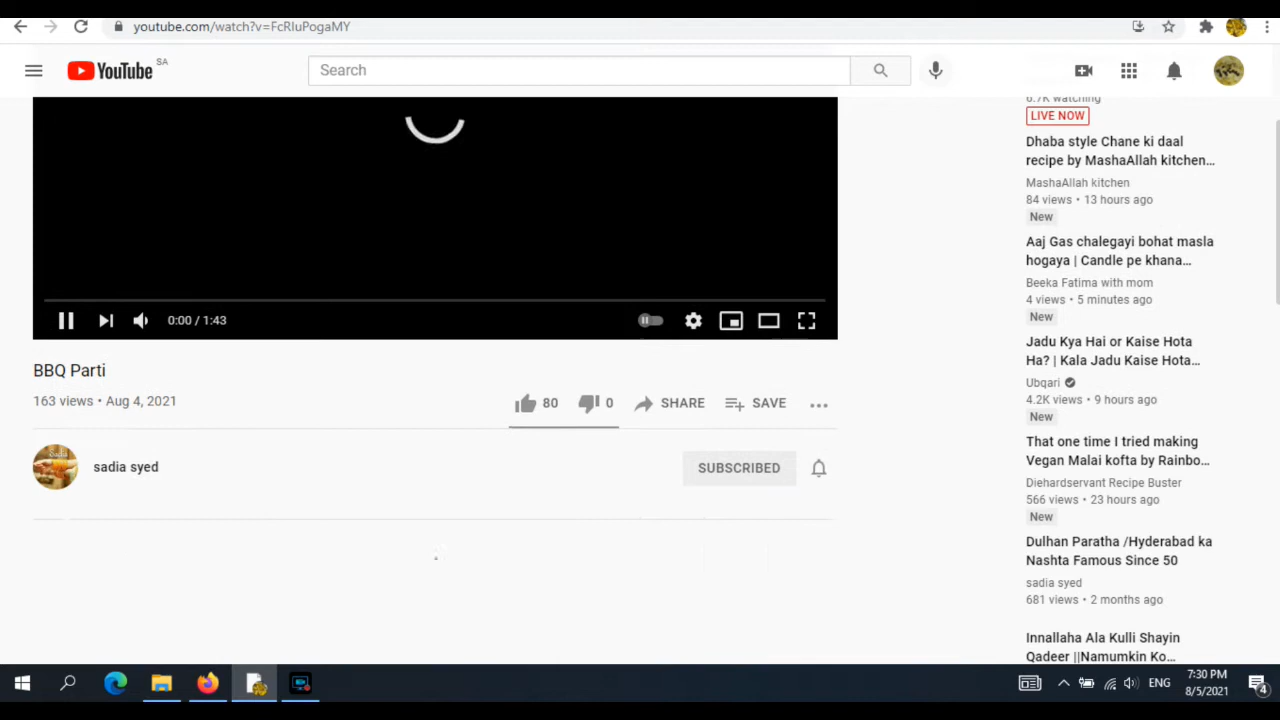 youtube.com/watch?v=FcRluPogaMY
YouTube SA
Search
6.7K watching
LIVE NOW
Dhaba style Chane ki daal
recipe by MashaAllah kitchen...
MashaAllah kitchen
84 views • 13 hours ago
New
Aaj Gas chalegayi bohat masla
hogaya | Candle pe khana...
Beeka Fatima with mom
4 views • 5 minutes ago
New
Jadu Kya Hai or Kaise Hota
Ha? | Kala Jadu Kaise Hota...
Ubqari
4.2K views • 9 hours ago
New
That one time I tried making
Vegan Malai kofta by Rainbo...
Diehardservant Recipe Buster
566 views • 23 hours ago
New
Dulhan Paratha /Hyderabad ka
Nashta Famous Since 50
sadia syed
681 views • 2 months ago
Innallaha Ala Kulli Shayin
Qadeer ||Namumkin Ko...
0:00 / 1:43
BBQ Parti
163 views • Aug 4, 2021
80
0
SHARE
SAVE
sadia syed
SUBSCRIBED
ENG
7:30 PM
8/5/2021
4